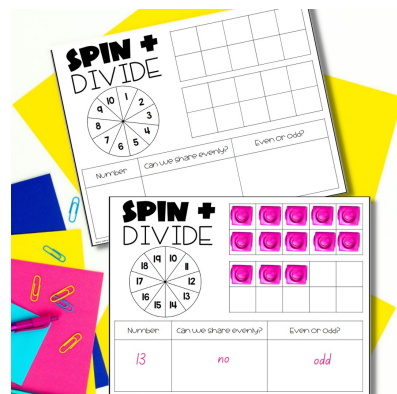 SPIN +
DIVIDE
10 1 2 3 4 5 6 7 8 9
Number Can we share evenly? Even or odd?
SPIN +
DIVIDE
19 10 11 12 13 14 15 16 17 18
Number Can we share evenly? Even or odd?
13 no odd